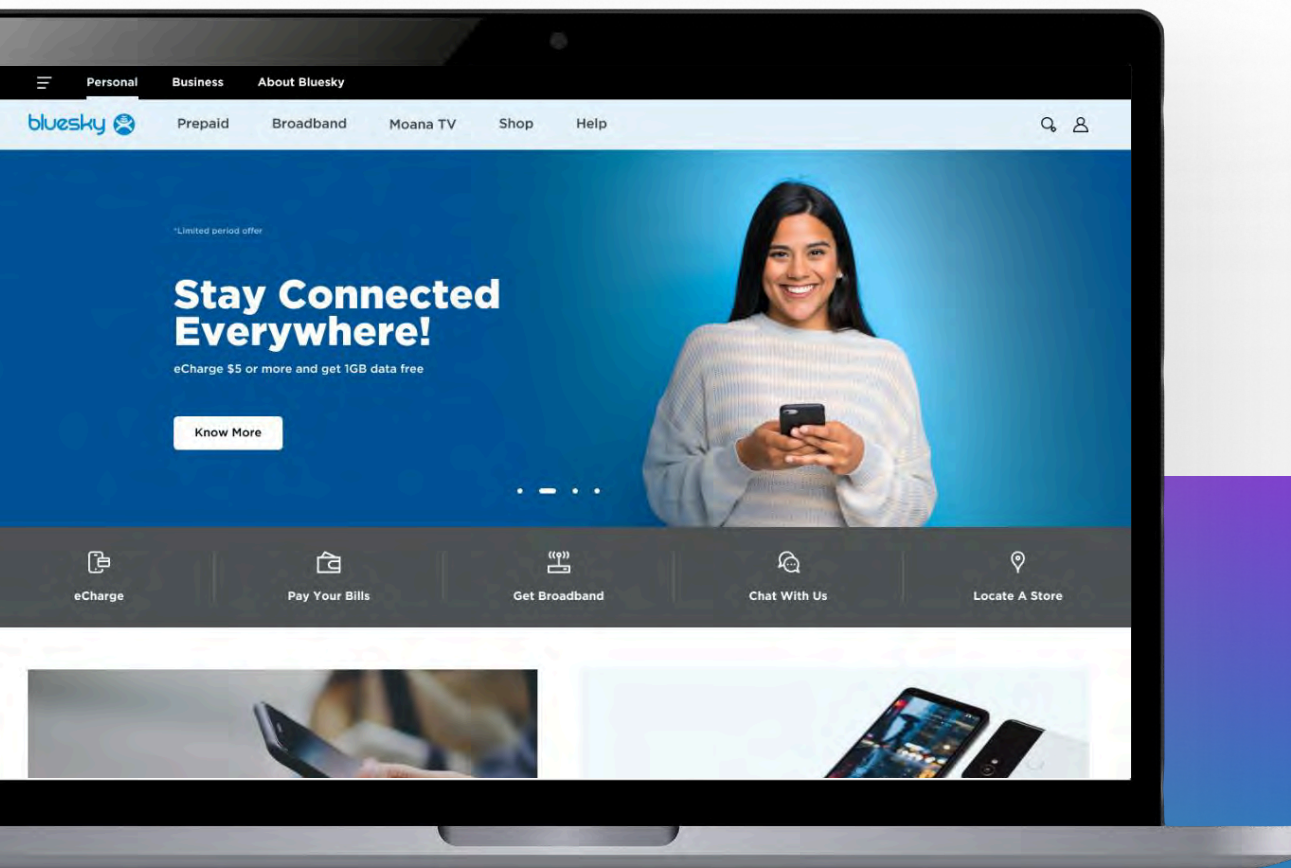 Personal Business About Bluesky
bluesky Prepaid Broadband Moana TV Shop Help
*Limited period offer
Stay Connected
Everywhere!
eCharge $5 or more and get 1GB data free
Know More
eCharge Pay Your Bills Get Broadband Chat With Us Locate A Store